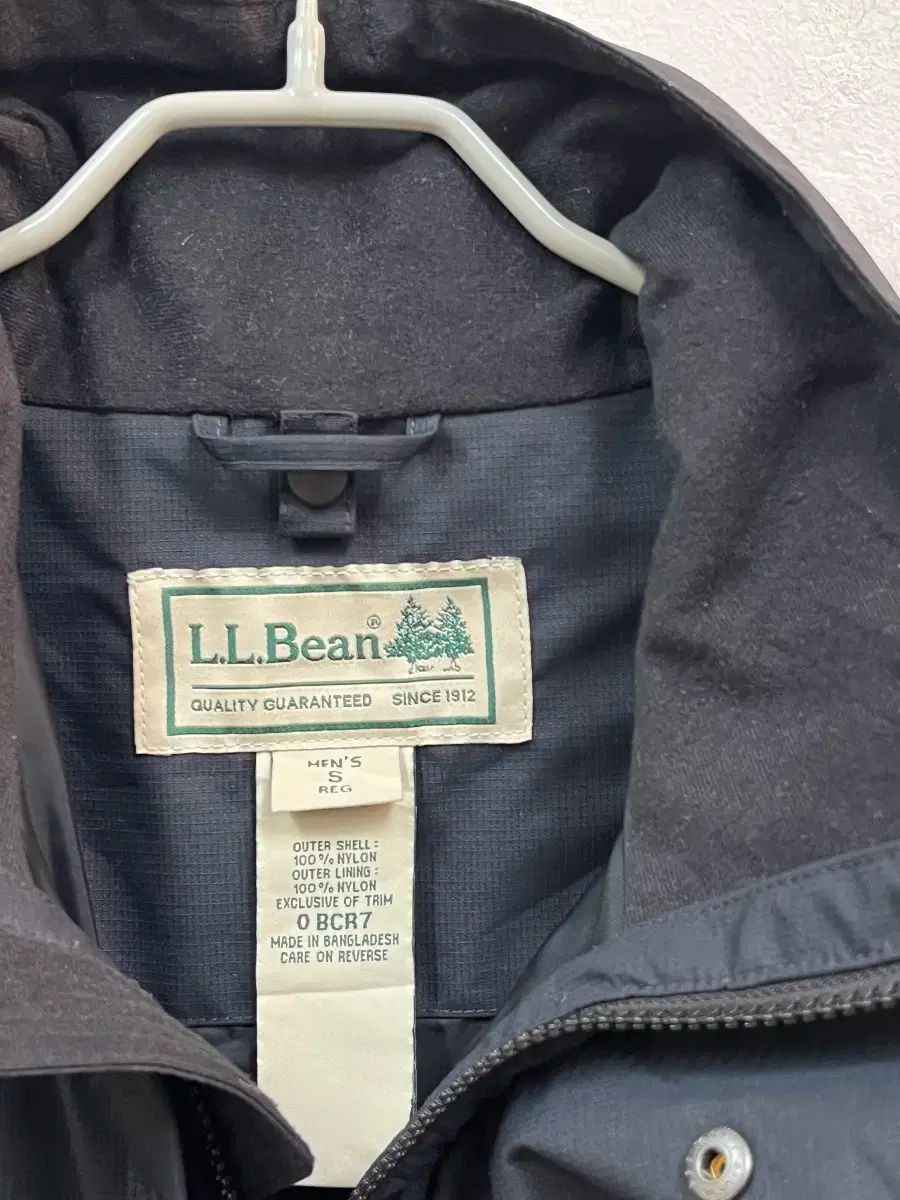 L.L.Bean®
QUALITY GUARANTEED SINCE 1912
MEN'S
S
REG
OUTER SHELL:
100% NYLON
OUTER LINING:
100% NYLON
EXCLUSIVE OF TRIM
0 BCR7
MADE IN BANGLADESH
CARE ON REVERSE